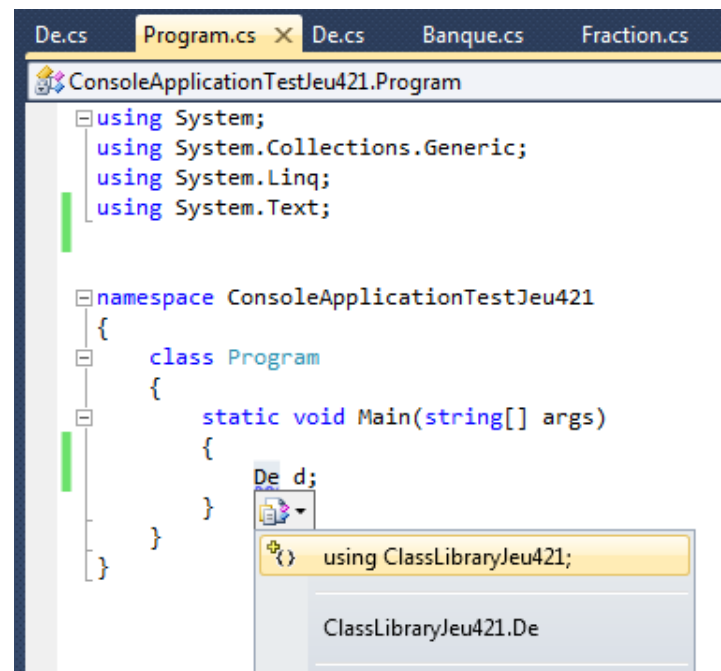 De.cs Program.cs De.cs Banque.cs Fraction.cs
ConsoleApplicationTestJeu421.Program
using System;
using System.Collections.Generic;
using System.Linq;
using System.Text;
namespace ConsoleApplicationTestJeu421
{
class Program
{
static void Main(string[] args)
{
De d;
}
}
}
using ClassLibraryJeu421;
ClassLibraryJeu421.De